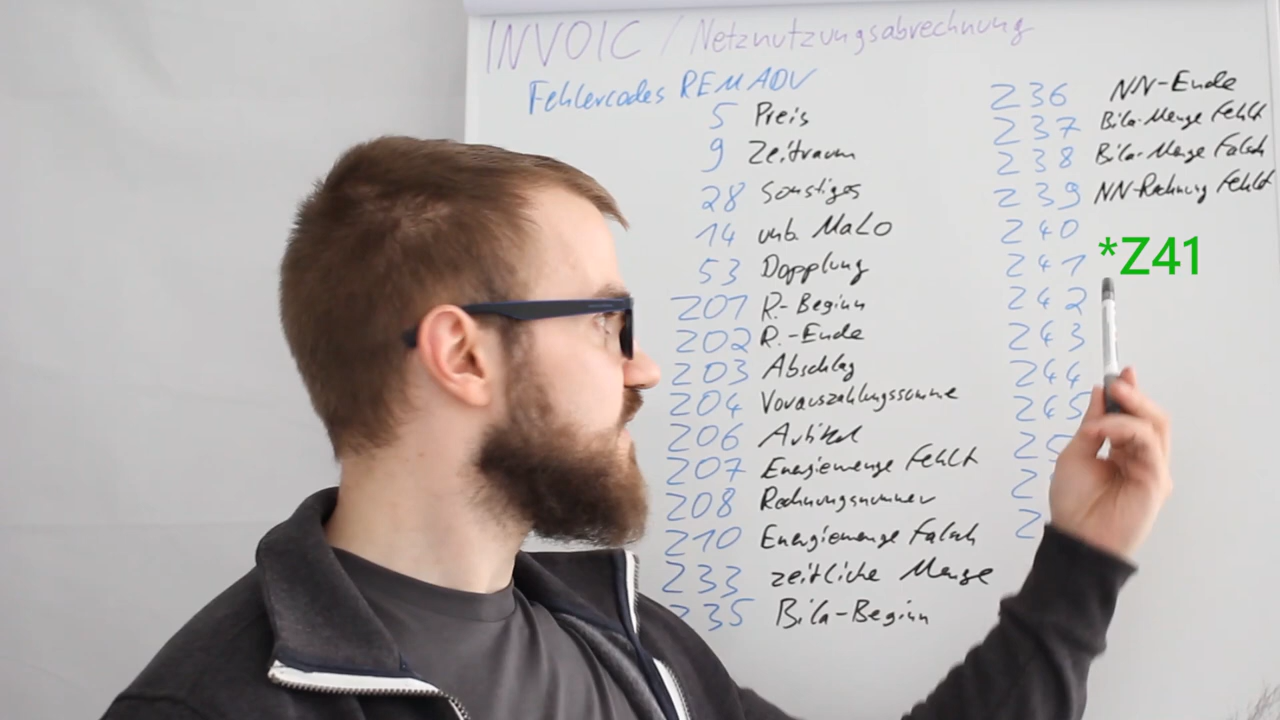 INVOIC / Netznutzungsabrechnung
Fehlercodes REMADV
5 Preis
9 Zeitraum
28 Sonstiges
14 unb. MaLo
53 Dopplung
Z01 R.-Beginn
Z02 R.-Ende
Z03 Abschlag
Z04 Vorauszahlungssumme
Z06 Artikel
Z07 Energiemenge fehlt
Z08 Rechnungsnummer
Z10 Energiemenge falsch
Z33 zeitliche Menge
Z35 Bila-Beginn
Z36 NN-Ende
Z37 Bila-Menge fehlt
Z38 Bila-Menge falsch
Z39 NN-Rechnung fehlt
Z40
Z41 *Z41
Z42
Z43
Z44
Z45